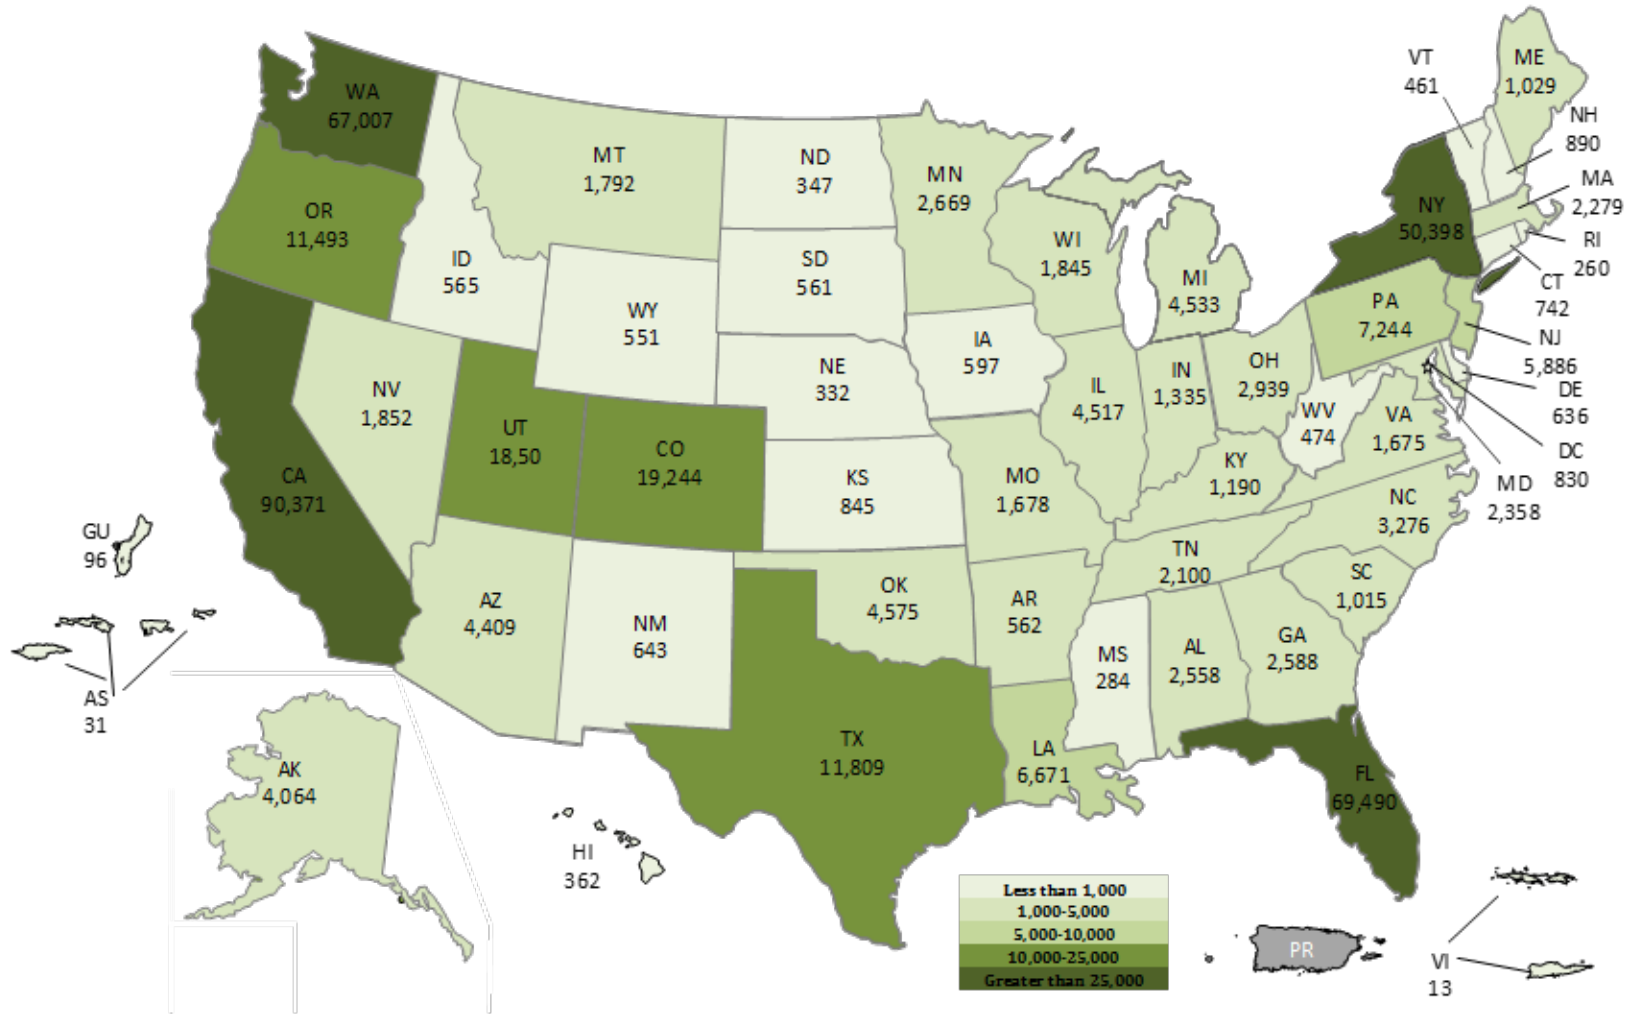 WA
67,007
OR
11,493
CA
90,371
ID
565
NV
1,852
MT
1,792
WY
551
UT
18,50
CO
19,244
AZ
4,409
NM
643
ND
347
SD
561
NE
332
KS
845
OK
4,575
TX
11,809
MN
2,669
IA
597
MO
1,678
AR
562
LA
6,671
WI
1,845
IL
4,517
MI
4,533
IN
1,335
OH
2,939
KY
1,190
TN
2,100
MS
284
AL
2,558
GA
2,588
FL
69,490
SC
1,015
NC
3,276
VA
1,675
WV
474
PA
7,244
NY
50,398
VT
461
ME
1,029
NH
890
MA
2,279
RI
260
CT
742
NJ
5,886
DE
636
DC
830
MD
2,358
GU
96
AS
31
AK
4,064
HI
362
Less than 1,000
1,000-5,000
5,000-10,000
10,000-25,000
Greater than 25,000
PR
VI
13